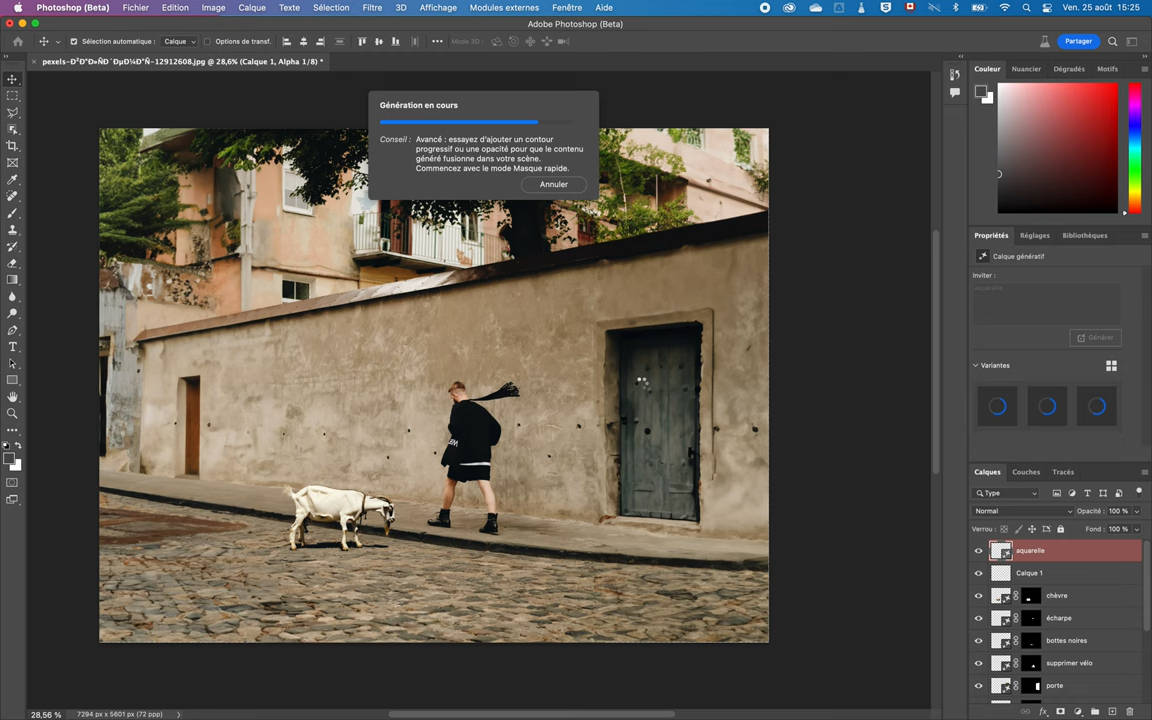 Photoshop (Beta) Fichier Edition Image Calque Texte Sélection Filtre 3D Affichage Modules externes Fenêtre Aide Ven. 25 août 15:25
Adobe Photoshop (Beta)
Sélection automatique : Calque Options de transf. Mode 3D : Partager
pexels-Ð²Ð°Ð»ÑÐ´ÐµÐ¼Ð°Ñ-12912608.jpg @ 28,6% (Calque 1, Alpha 1/8) *
Génération en cours
Conseil : Avancé : essayez d'ajouter un contour
progressif ou une opacité pour que le contenu
généré fusionne dans votre scène.
Commencez avec le mode Masque rapide.
Annuler
Couleur Nuancier Dégradés Motifs
Propriétés Réglages Bibliothèques
Calque génératif
Inviter :
aquarelle
Générer
Variantes
Calques Couches Tracés
Type
Normal Opacité : 100 %
Verrou : Fond : 100 %
aquarelle
Calque 1
chèvre
écharpe
bottes noires
supprimer vélo
porte
28,56 % 7294 px x 5601 px (72 ppp)